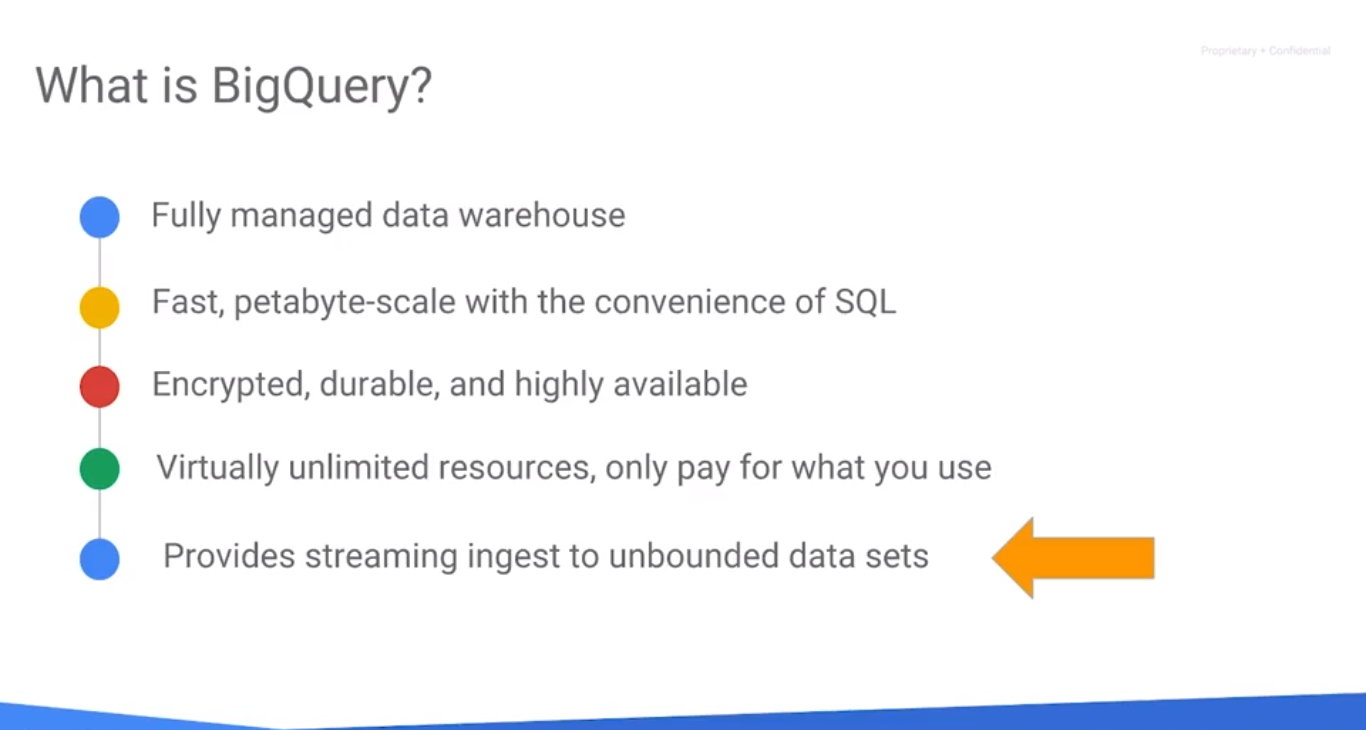 Proprietary + Confidential
What is BigQuery?
Fully managed data warehouse
Fast, petabyte-scale with the convenience of SQL
Encrypted, durable, and highly available
Virtually unlimited resources, only pay for what you use
Provides streaming ingest to unbounded data sets